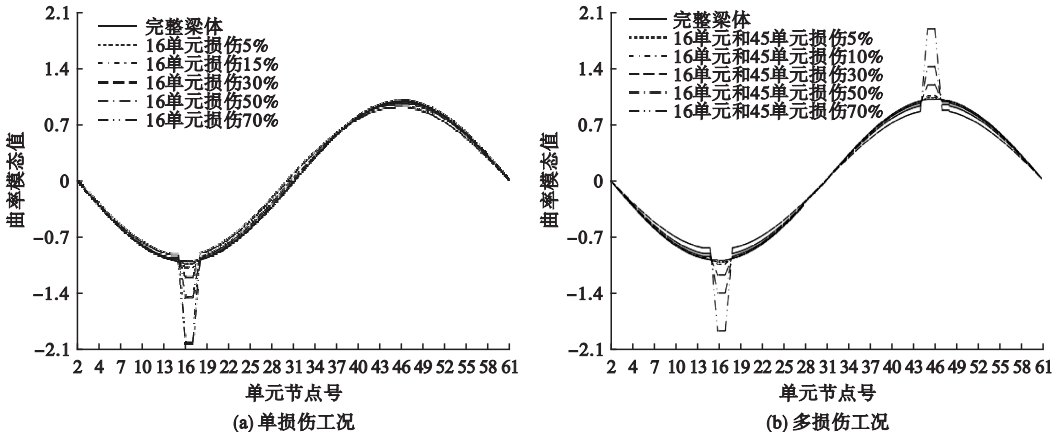 2.1
1.4
0.7
0
−0.7
−1.4
−2.1
曲率模态值
完整梁体
16单元损伤5%
16单元损伤15%
16单元损伤30%
16单元损伤50%
16单元损伤70%
2 4 7 10 13 16 19 22 25 28 31 34 37 40 43 46 49 52 55 58 61
单元节点号
(a) 单损伤工况
2.1
1.4
0.7
0
−0.7
−1.4
−2.1
曲率模态值
完整梁体
16单元和45单元损伤5%
16单元和45单元损伤10%
16单元和45单元损伤30%
16单元和45单元损伤50%
16单元和45单元损伤70%
2 4 7 10 13 16 19 22 25 28 31 34 37 40 43 46 49 52 55 58 61
单元节点号
(b) 多损伤工况